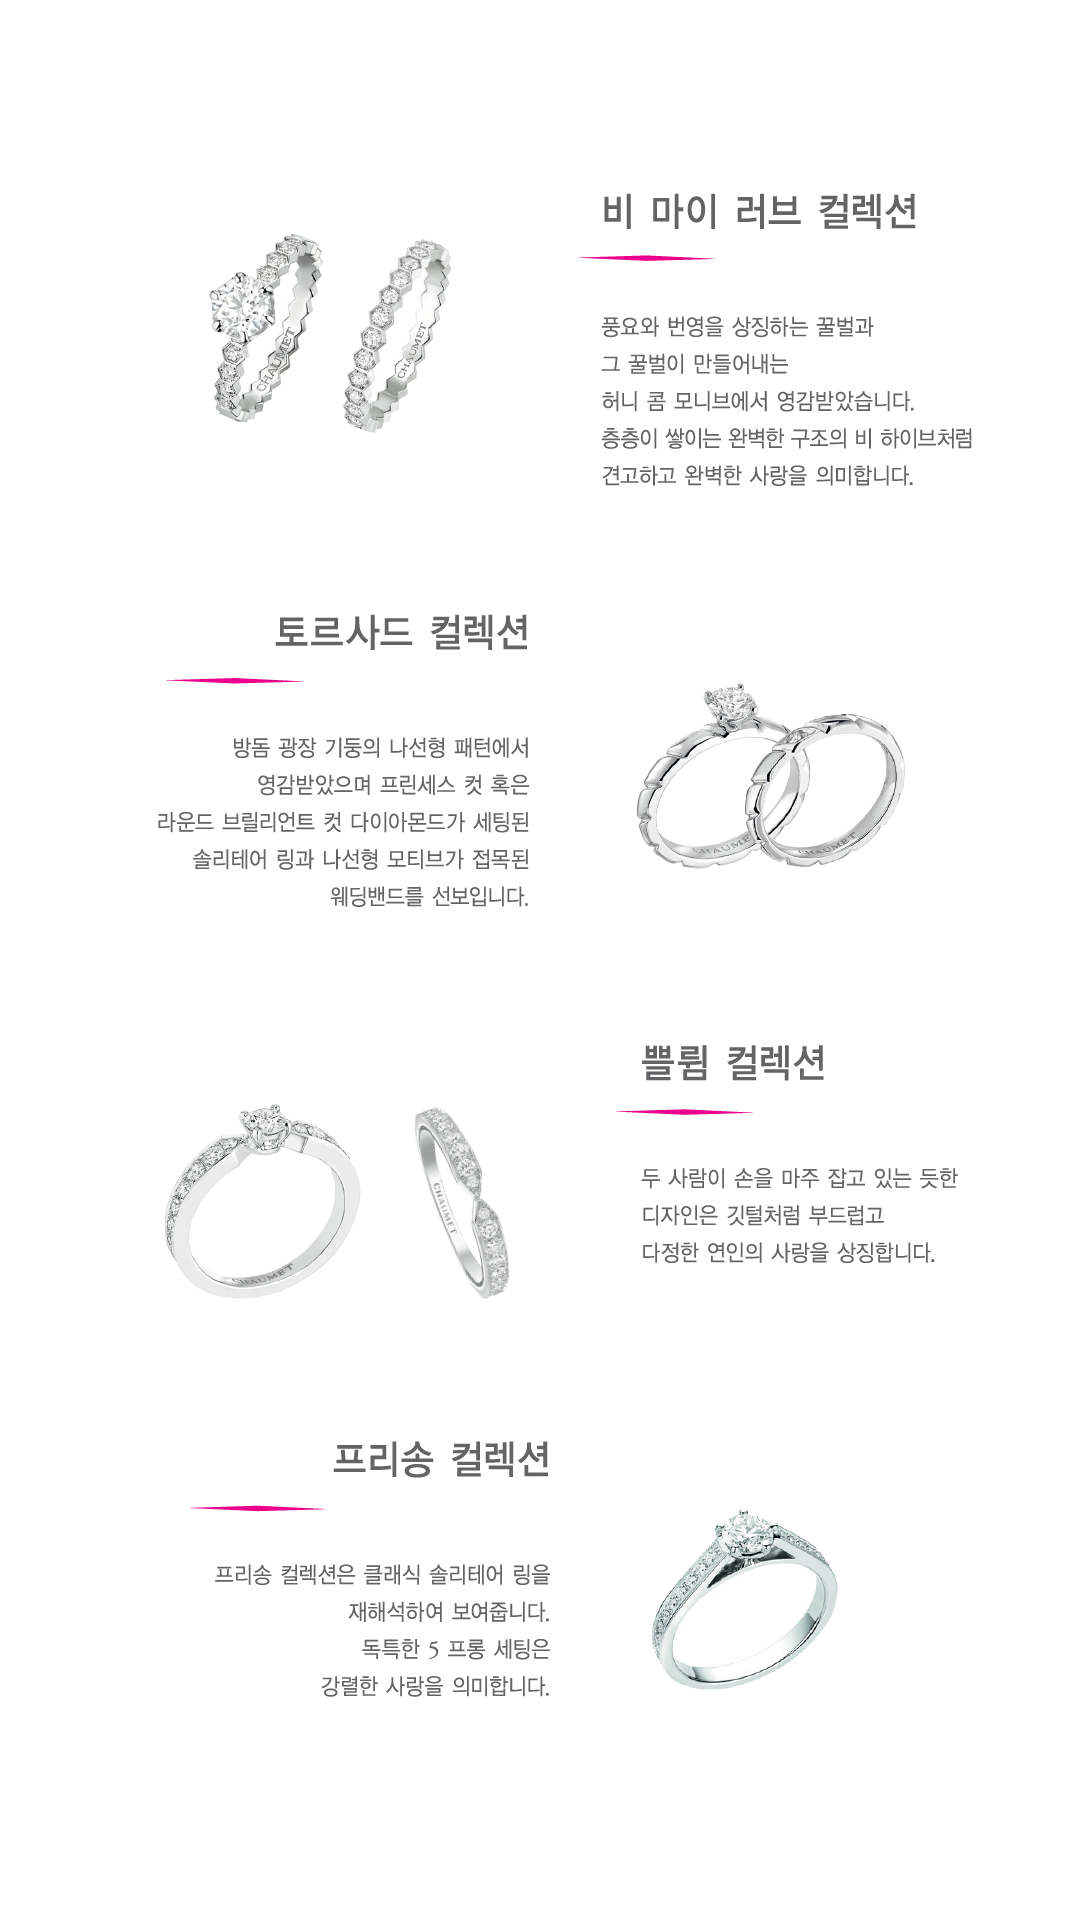 비 마이 러브 컬렉션
CHAUMET
CHAUMET
풍요와 번영을 상징하는 꿀벌과
그 꿀벌이 만들어내는
허니 콤 모니브에서 영감받았습니다.
층층이 쌓이는 완벽한 구조의 비 하이브처럼
견고하고 완벽한 사랑을 의미합니다.
토르사드 컬렉션
방돔 광장 기둥의 나선형 패턴에서
영감받았으며 프린세스 컷 혹은
라운드 브릴리언트 컷 다이아몬드가 세팅된
솔리테어 링과 나선형 모티브가 접목된
웨딩밴드를 선보입니다.
CHAUME
CHAUMET
쁠륌 컬렉션
두 사람이 손을 마주 잡고 있는 듯한
디자인은 깃털처럼 부드럽고
다정한 연인의 사랑을 상징합니다.
CHAUMET
CHAUMET
프리송 컬렉션
프리송 컬렉션은 클래식 솔리테어 링을
재해석하여 보여줍니다.
독특한 5 프롱 세팅은
강렬한 사랑을 의미합니다.